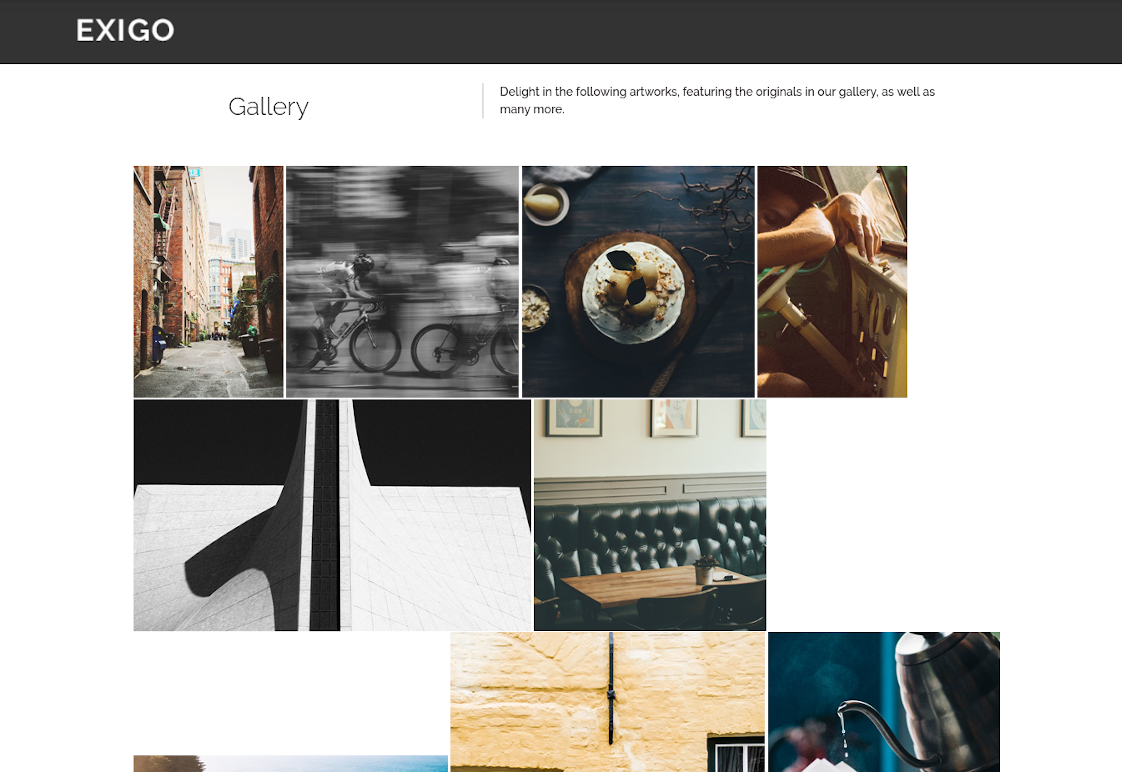 EXIGO
Gallery
Delight in the following artworks, featuring the originals in our gallery, as well as
many more.